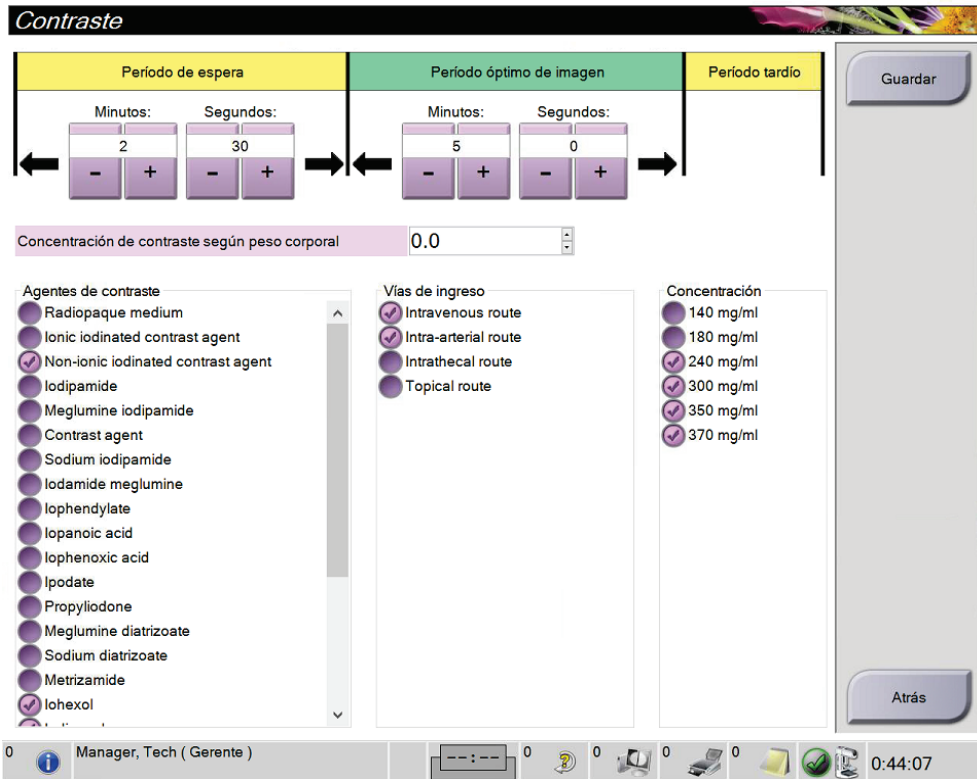 Contraste
Período de espera
Período óptimo de imagen
Período tardío
Guardar
Minutos: Segundos:
Minutos: Segundos:
2 30
5 0
- + - +
- + - +
Concentración de contraste según peso corporal 0.0
Agentes de contraste
Radiopaque medium
Ionic iodinated contrast agent
Non-ionic iodinated contrast agent
Iodipamide
Meglumine iodipamide
Contrast agent
Sodium iodipamide
Iodamide meglumine
Iophendylate
Iopanoic acid
Iophenoxic acid
Ipodate
Propyliodone
Meglumine diatrizoate
Sodium diatrizoate
Metrizamide
Iohexol
Vías de ingreso
Intravenous route
Intra-arterial route
Intrathecal route
Topical route
Concentración
140 mg/ml
180 mg/ml
240 mg/ml
300 mg/ml
350 mg/ml
370 mg/ml
Atrás
0 Manager, Tech ( Gerente ) --:-- 0 0 0 0 0:44:07